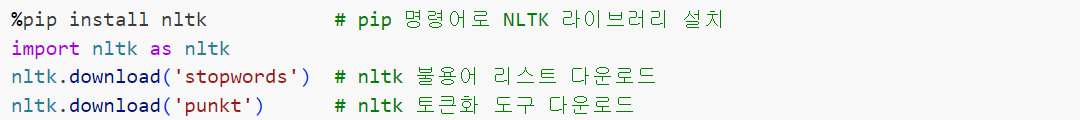 %pip install nltk           # pip 명령어로 NLTK 라이브러리 설치
import nltk as nltk
nltk.download('stopwords')  # nltk 불용어 리스트 다운로드
nltk.download('punkt')      # nltk 토큰화 도구 다운로드